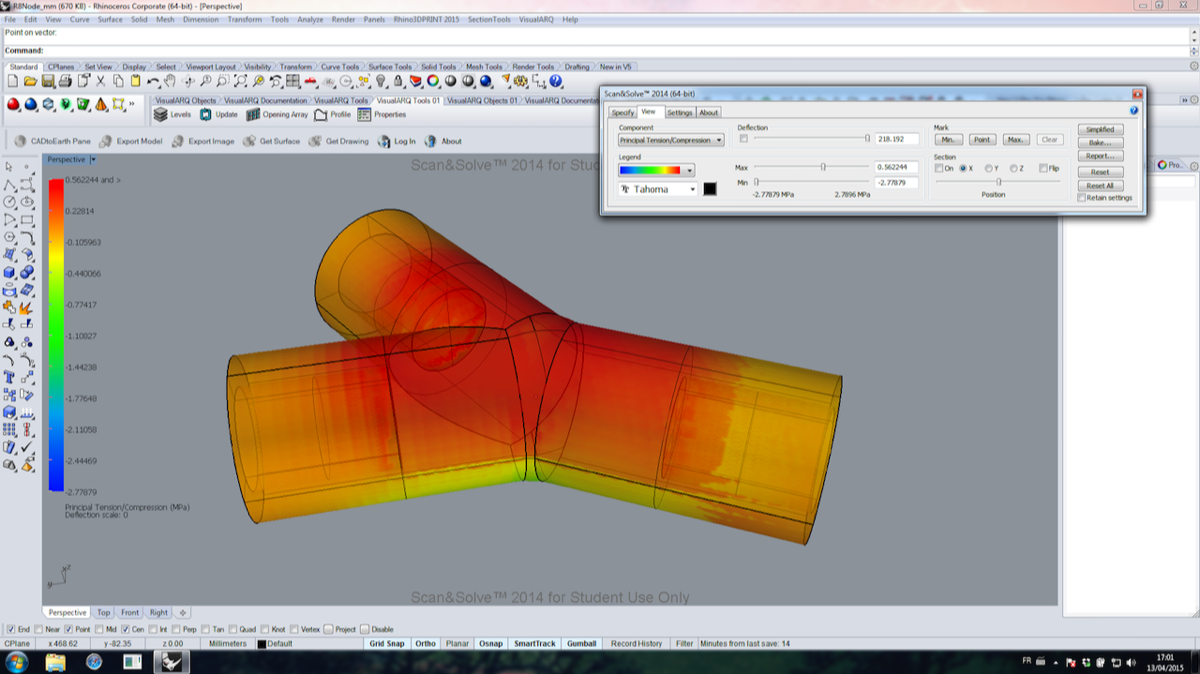 R8Node_mm (670 KB) - Rhinoceros Corporate (64-bit) - [Perspective]
File Edit View Curve Surface Solid Mesh Dimension Transform Tools Analyze Render Panels Rhino3DPRINT 2015 SectionTools VisualARQ Help
Point on vector:
Command:
Standard CPlanes Set View Display Select Viewport Layout Visibility Transform Curve Tools Surface Tools Solid Tools Mesh Tools Render Tools Drafting New in V5
VisualARQ Objects VisualARQ Documentation VisualARQ Tools VisualARQ Tools 01 VisualARQ Objects 01 VisualARQ Documenta
Levels Update Opening Array Profile Properties
CADtoEarth Pane Export Model Export Image Get Surface Get Drawing Log In About
Perspective
Scan&Solve™ 2014 for Stu
Scan&Solve™ 2014 (64-bit)
Specify View Settings About
Component
Principal Tension/Compression
Legend
Tahoma
Deflection
218.192
Max
0.562244
Min
-2.77879
-2.77879 MPa 2.7896 MPa
Mark
Min. Point Max. Clear
Section
On X Y Z Flip
Position
Simplified
Bake...
Report...
Reset
Reset All
Retain settings
Pro...
0.562244 and >
0.22814
-0.105963
-0.440066
-0.77417
-1.10827
-1.44238
-1.77648
-2.11058
-2.44469
-2.77879
Principal Tension/Compression (MPa)
Deflection scale: 0
z
y
Scan&Solve™ 2014 for Student Use Only
Perspective Top Front Right
End Near Point Mid Cen Int Perp Tan Quad Knot Vertex Project Disable
CPlane x 468.62 y -82.35 z 0.00 Millimeters Default Grid Snap Ortho Planar Osnap SmartTrack Gumball Record History Filter Minutes from last save: 14
FR
17:01
13/04/2015